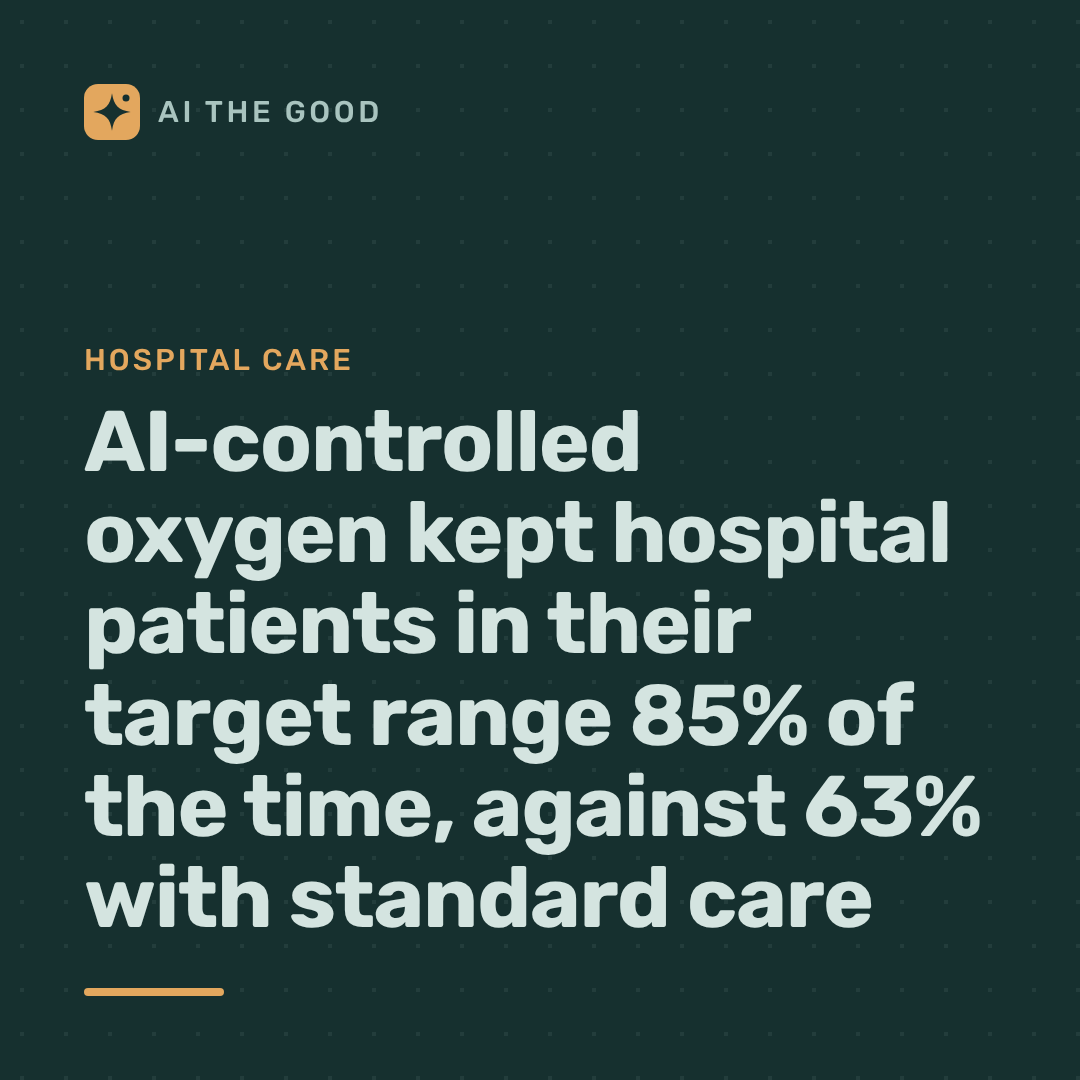 AI THE GOOD
HOSPITAL CARE
AI-controlled
oxygen kept hospital
patients in their
target range 85% of
the time, against 63%
with standard care